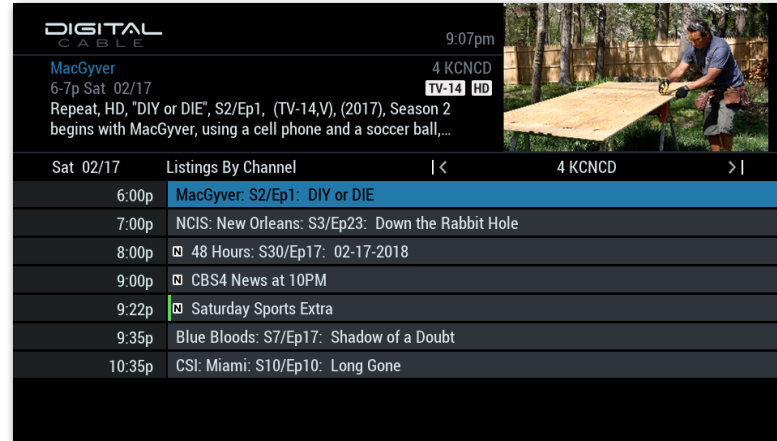 DIGITAL
CABLE
9:07pm
MacGyver
4 KCNCD
6-7p Sat 02/17
TV-14 HD
Repeat, HD, "DIY or DIE", S2/Ep1, (TV-14,V), (2017), Season 2
begins with MacGyver, using a cell phone and a soccer ball,...
Sat 02/17 Listings By Channel |< 4 KCNCD >|
6:00p MacGyver: S2/Ep1: DIY or DIE
7:00p NCIS: New Orleans: S3/Ep23: Down the Rabbit Hole
8:00p N 48 Hours: S30/Ep17: 02-17-2018
9:00p N CBS4 News at 10PM
9:22p N Saturday Sports Extra
9:35p Blue Bloods: S7/Ep17: Shadow of a Doubt
10:35p CSI: Miami: S10/Ep10: Long Gone